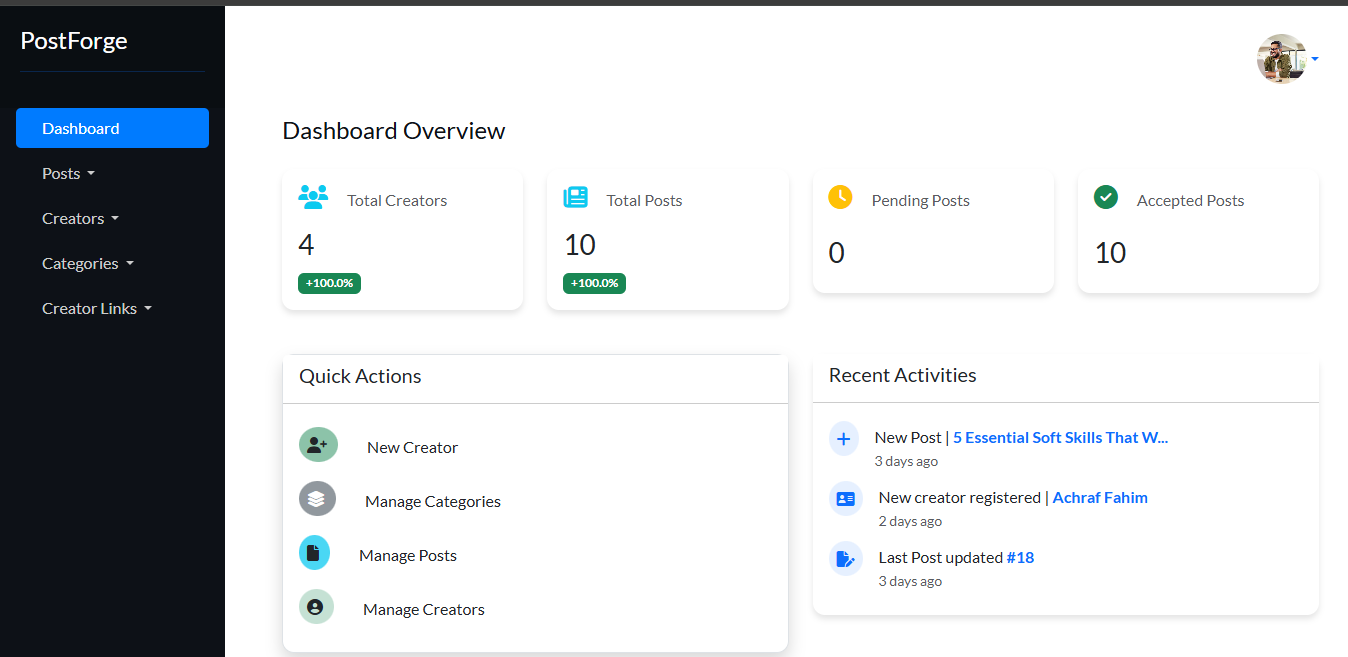 PostForge
Dashboard
Posts
Creators
Categories
Creator Links
Dashboard Overview
Total Creators
4
+100.0%
Total Posts
10
+100.0%
Pending Posts
0
Accepted Posts
10
Quick Actions
New Creator
Manage Categories
Manage Posts
Manage Creators
Recent Activities
New Post | 5 Essential Soft Skills That W...
3 days ago
New creator registered | Achraf Fahim
2 days ago
Last Post updated #18
3 days ago